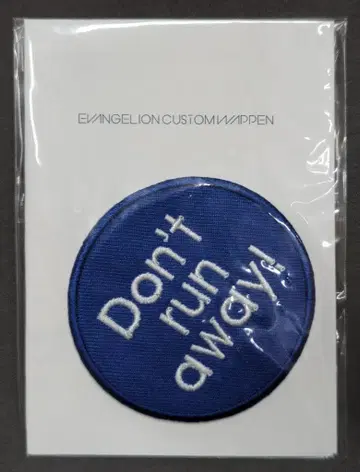 EVANGELION CUSTOM WAPPEN
Don't
run
away!